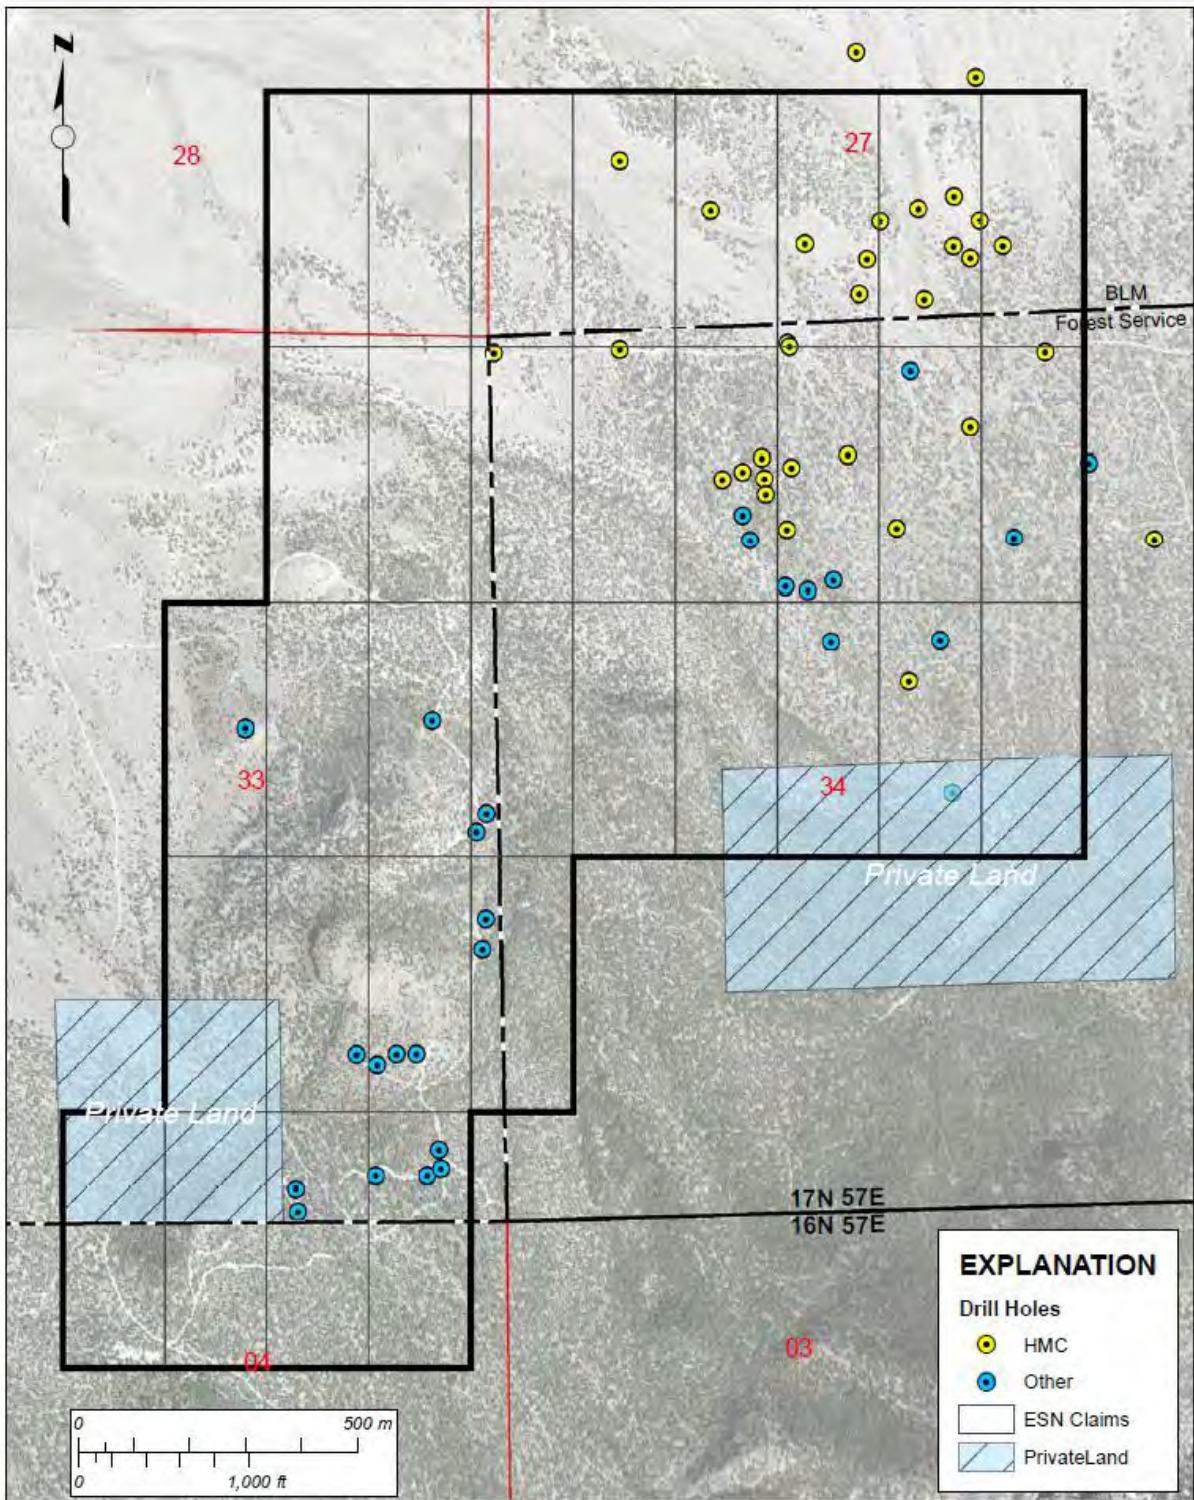 N
28
27
BLM
Forest Service
33
34
Private Land
Private Land
17N 57E
16N 57E
04
03
EXPLANATION
Drill Holes
HMC
Other
ESN Claims
PrivateLand
0 500 m
0 1,000 ft